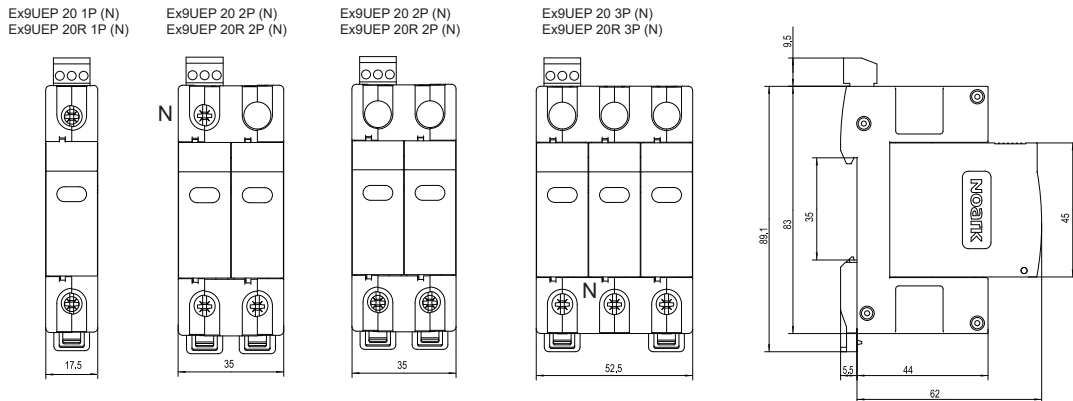 Ex9UEP 20 1P (N)
Ex9UEP 20R 1P (N)
Ex9UEP 20 2P (N)
Ex9UEP 20R 2P (N)
Ex9UEP 20 2P (N)
Ex9UEP 20R 2P (N)
Ex9UEP 20 3P (N)
Ex9UEP 20R 3P (N)
N
N
17.5
35
35
52,5
9,5
89,1
83
35
NOARK
45
5,5
44
62